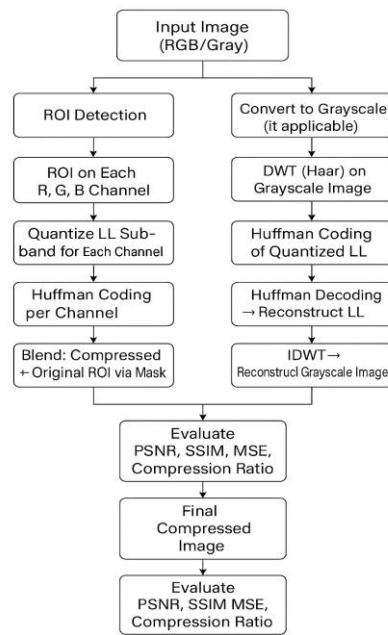 Input Image
(RGB/Gray)
ROI Detection
ROI on Each
R, G, B Channel
Quantize LL Sub-
band for Each Channel
Huffman Coding
per Channel
Blend: Compressed
+ Original ROI via Mask
Convert to Grayscale
(it applicable)
DWT (Haar) on
Grayscale Image
Huffman Coding
of Quantized LL
Huffman Decoding
→ Reconstruct LL
IDWT→
Reconstrucl Grayscale Image
Evaluate
PSNR, SSIM, MSE,
Compression Ratio
Final
Compressed
Image
Evaluate
PSNR, SSIM MSE,
Compression Ratio